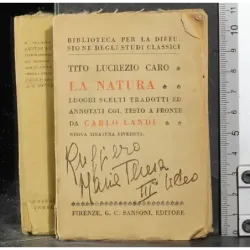 BIBLIOTECA PER LA DIFFU-
SIONE DEGLI STUDI CLASSICI
TITO LUCREZIO CARO
LA NATURA
LUOGHI SCELTI TRADOTTI ED
ANNOTATI COL TESTO A FRONTE
DA CARLO LANDI
NUOVA RISTAMPA RIVEDUTA
Ruggiero
Maria Teresa
III liceo
FIRENZE, G. C. SANSONI, EDITORE